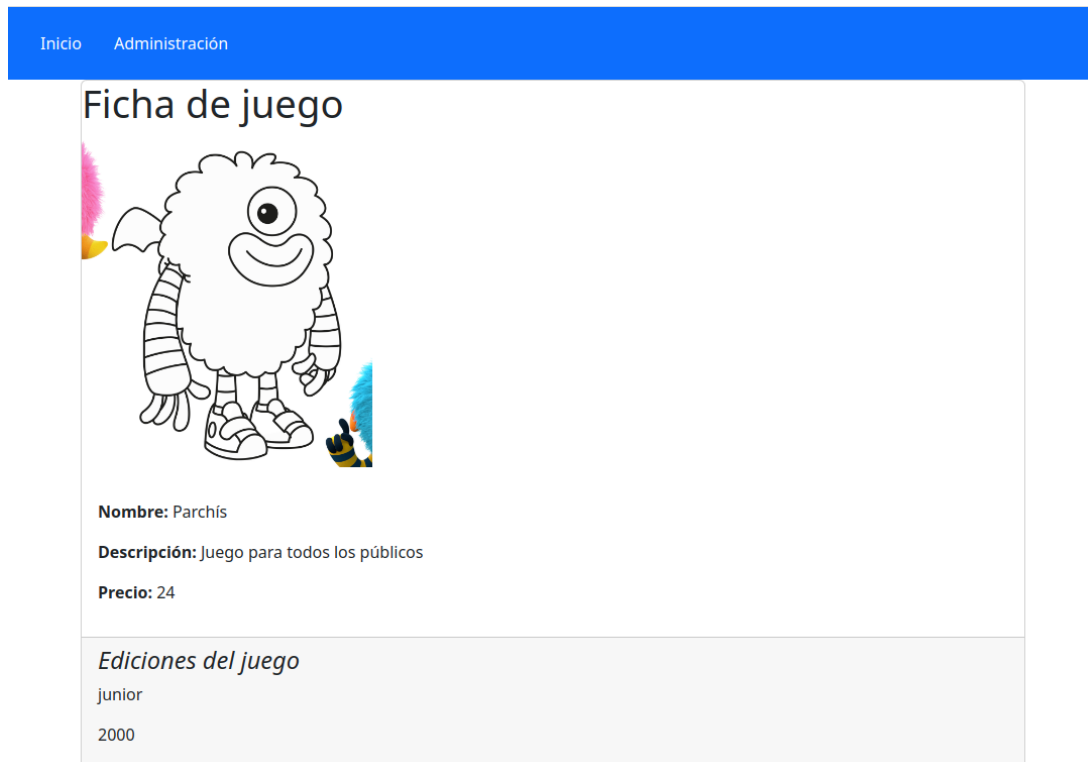 Inicio Administración
Ficha de juego
Nombre: Parchís
Descripción: Juego para todos los públicos
Precio: 24
Ediciones del juego
junior
2000